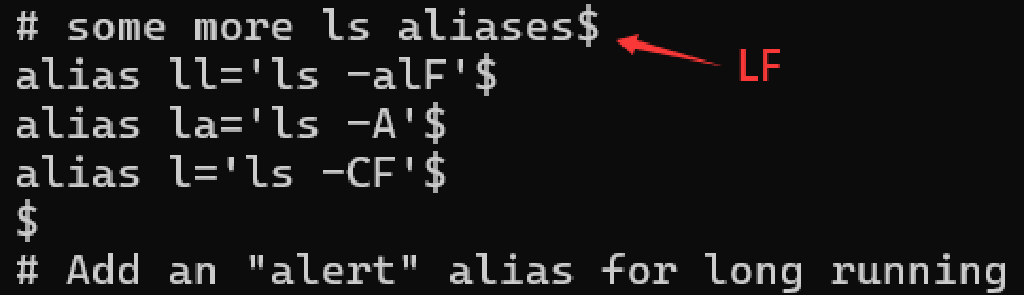 # some more ls aliases$
LF
alias ll='ls -alF'$
alias la='ls -A'$
alias l='ls -CF'$
$
# Add an "alert" alias for long running